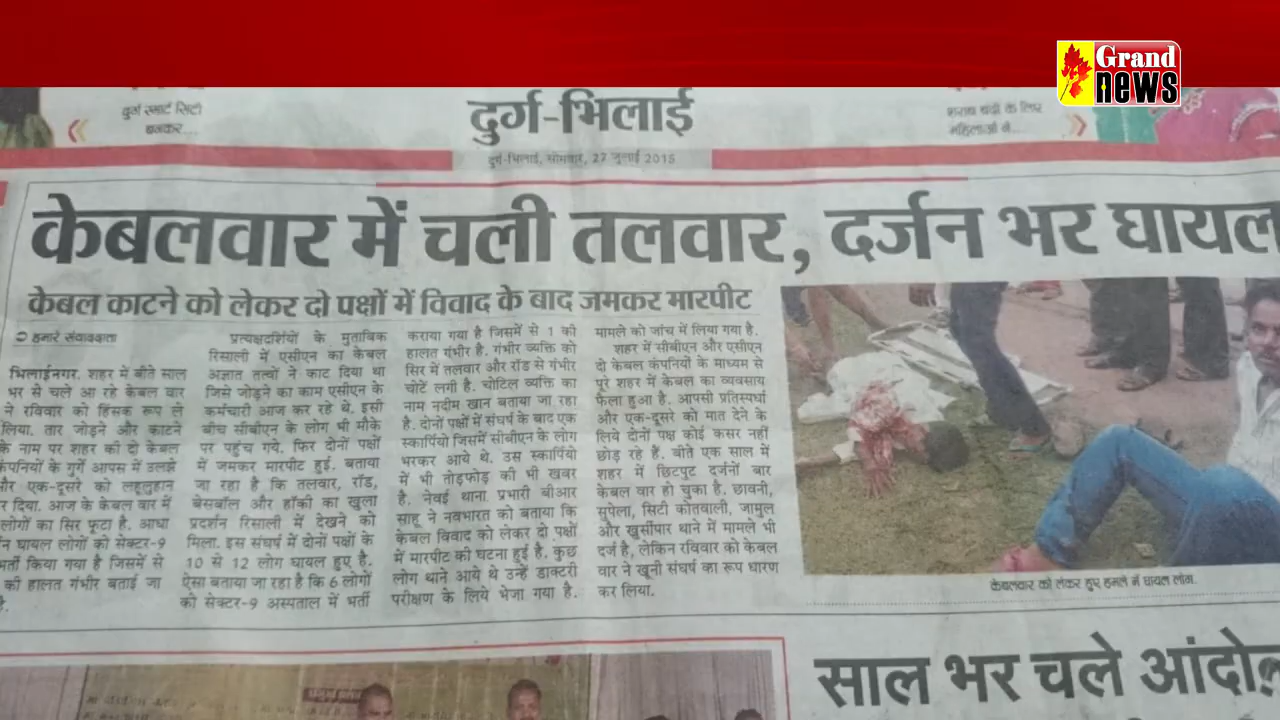 Grand
news
दुर्ग स्मार्ट सिटी
बनकर....
दुर्ग-भिलाई
शराब बंदी के लिए
महिलाओं ने...
दुर्ग-भिलाई, सोमवार, 27 जुलाई 2015
केबलवार में चली तलवार, दर्जन भर घायल
केबल काटने को लेकर दो पक्षों में विवाद के बाद जमकर मारपीट
हमारे संवाददाता
भिलाईनगर. शहर में बीते साल
भर से चले आ रहे केबल वार
ने रविवार को हिंसक रूप ले
लिया. तार जोड़ने और काटने
के नाम पर शहर की दो केबल
कंपनियों के गुर्गे आपस में उलझे
और एक-दूसरे को लहूलुहान
कर दिया. आज के केबल वार में
लोगों का सिर फूटा है. आधा
घायल लोगों को सेक्टर-9
भर्ती किया गया है जिसमें से
की हालत गंभीर बताई जा
है.
प्रत्यक्षदर्शियों के मुताबिक
रिसाली में एसीएन का केबल
अज्ञात तत्वों ने काट दिया था
जिसे जोड़ने का काम एसीएन के
कर्मचारी आज कर रहे थे. इसी
बीच सीबीएन के लोग भी मौके
पर पहुंच गये. फिर दोनों पक्षों
में जमकर मारपीट हुई. बताया
जा रहा है कि तलवार, रॉड,
बेसबॉल और हॉकी का खुला
प्रदर्शन रिसाली में देखने को
मिला. इस संघर्ष में दोनों पक्षों के
10 से 12 लोग घायल हुए है.
ऐसा बताया जा रहा है कि 6 लोगों
को सेक्टर-9 अस्पताल में भर्ती
कराया गया है जिसमें से 1 की
हालत गंभीर है. गंभीर व्यक्ति को
सिर में तलवार और रॉड से गंभीर
चोटें लगी है. चोटिल व्यक्ति का
नाम नदीम खान बताया जा रहा
है. दोनों पक्षों में संघर्ष के बाद एक
स्कार्पियो जिसमें सीबीएन के लोग
भरकर आये थे. उस स्कार्पियो
में भी तोड़फोड़ की भी खबर
है. नेवई थाना प्रभारी बीआर
साहू ने नवभारत को बताया कि
केबल विवाद को लेकर दो पक्षों
में मारपीट की घटना हुई है. कुछ
लोग थाने आये थे उन्हें डाक्टरी
परीक्षण के लिये भेजा गया है.
मामले को जांच में लिया गया है.
शहर में सीबीएन और एसीएन
दो केबल कंपनियों के माध्यम से
पूरे शहर में केबल का व्यवसाय
फैला हुआ है. आपसी प्रतिस्पर्धा
और एक-दूसरे को मात देने के
लिये दोनों पक्ष कोई कसर नहीं
छोड़ रहे हैं. बीते एक साल में
शहर में छिटपुट दर्जनों बार
केबल वार हो चुका है. छावनी,
सुपेला, सिटी कोतवाली, जामुल
और खुर्सीपार थाने में मामले भी
दर्ज है, लेकिन रविवार को केबल
वार ने खूनी संघर्ष का रूप धारण
कर लिया.
केबलवार को लेकर हुए हमले में घायल लोग.
साल भर चले आंदोल